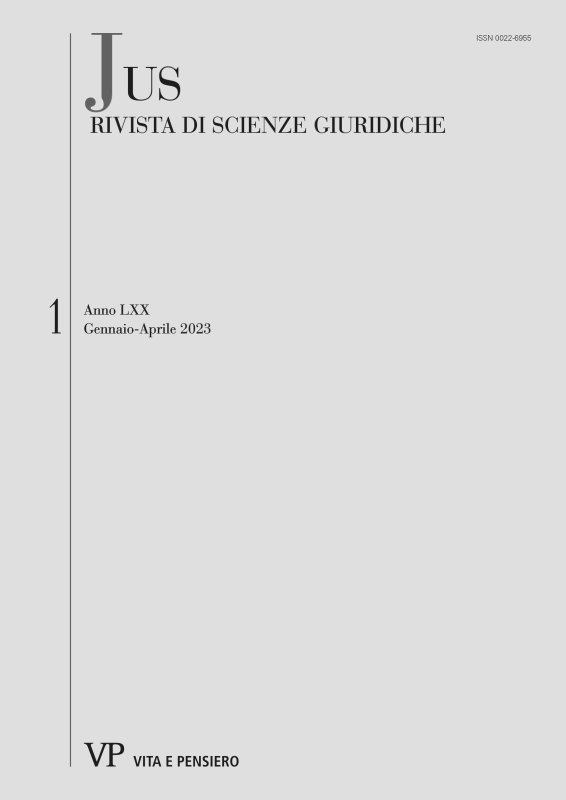 ISSN 0022-6955
JUS
RIVISTA DI SCIENZE GIURIDICHE
1
Anno LXX
Gennaio-Aprile 2023
VP VITA E PENSIERO